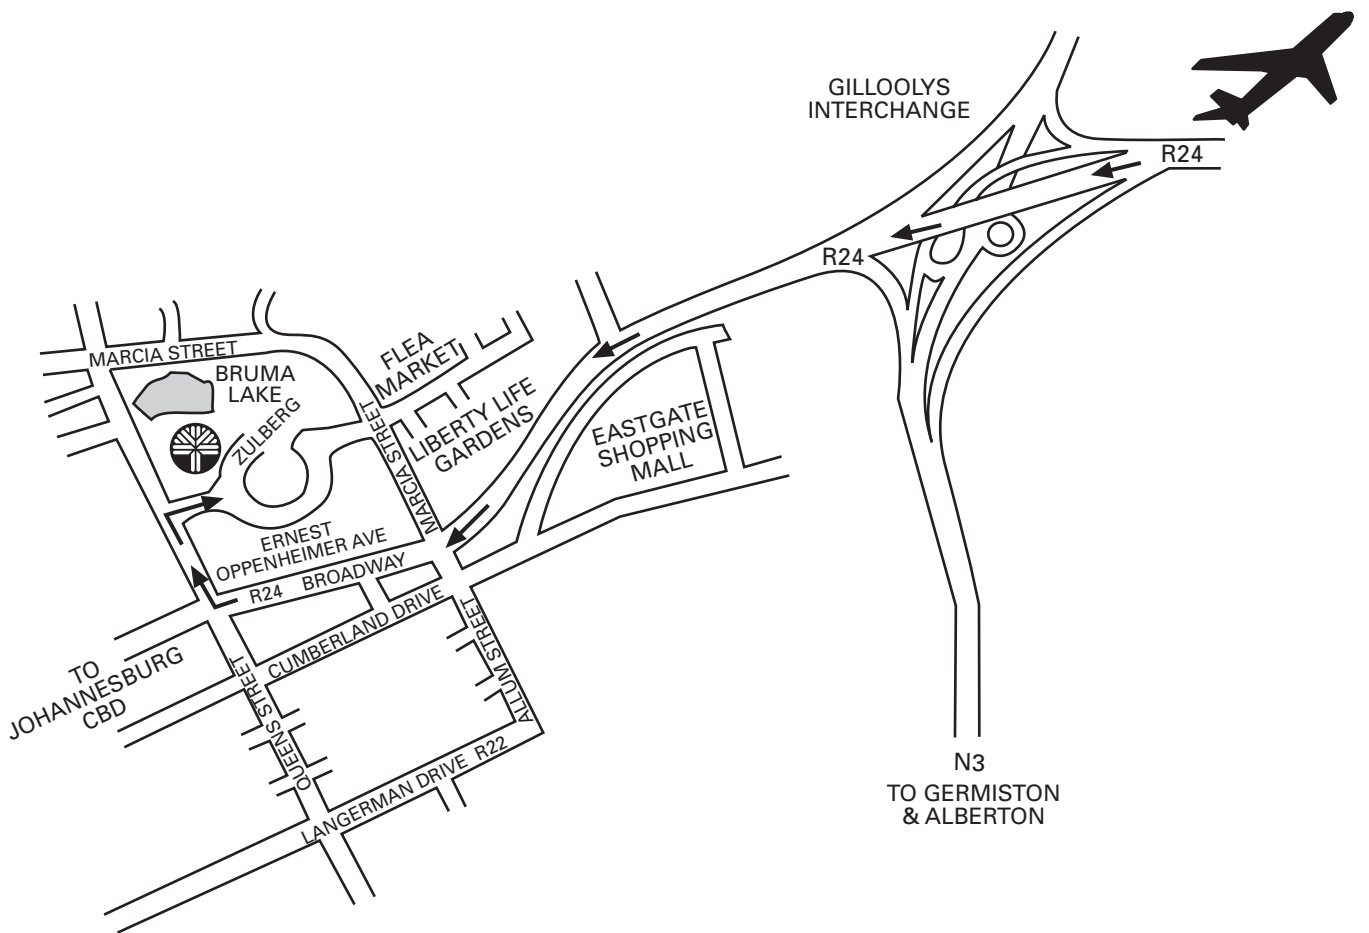 GILLOOLYS
INTERCHANGE
R24
R24
FLEA
MARKET
MARCIA STREET
BRUMA
LAKE
ZULBERG
MARCIA STREET
LIBERTY LIFE
GARDENS
EASTGATE
SHOPPING
MALL
ERNEST
OPPENHEIMER AVE
R24 BROADWAY
CUMBERLAND DRIVE
TO
JOHANNESBURG
CBD
QUEENS STREET
ALLUM STREET
LANGERMAN DRIVE R22
N3
TO GERMISTON
& ALBERTON